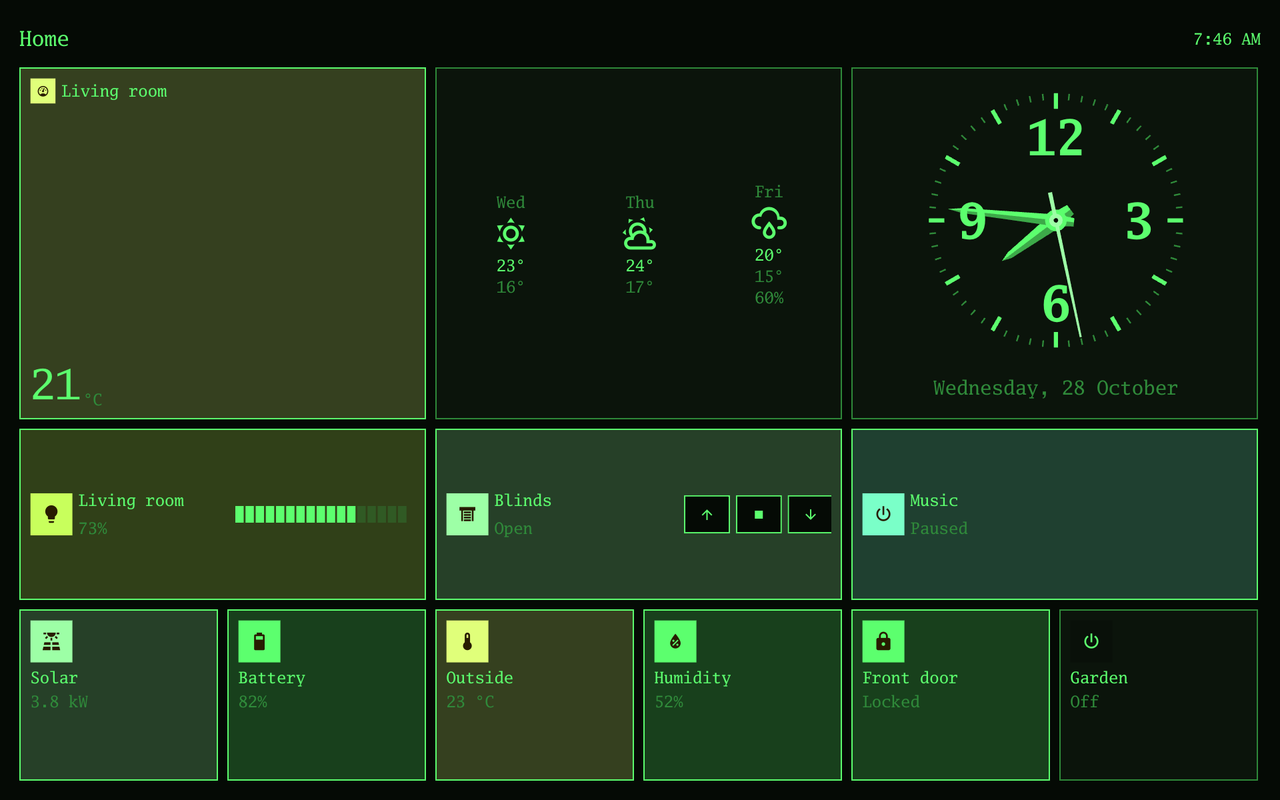 Home
7:46 AM
Living room
21 °C
Wed
23°
16°
Thu
24°
17°
Fri
20°
15°
60%
12
9
3
6
Wednesday, 28 October
Living room
73%
Blinds
Open
Music
Paused
Solar
3.8 kW
Battery
82%
Outside
23 °C
Humidity
52%
Front door
Locked
Garden
Off